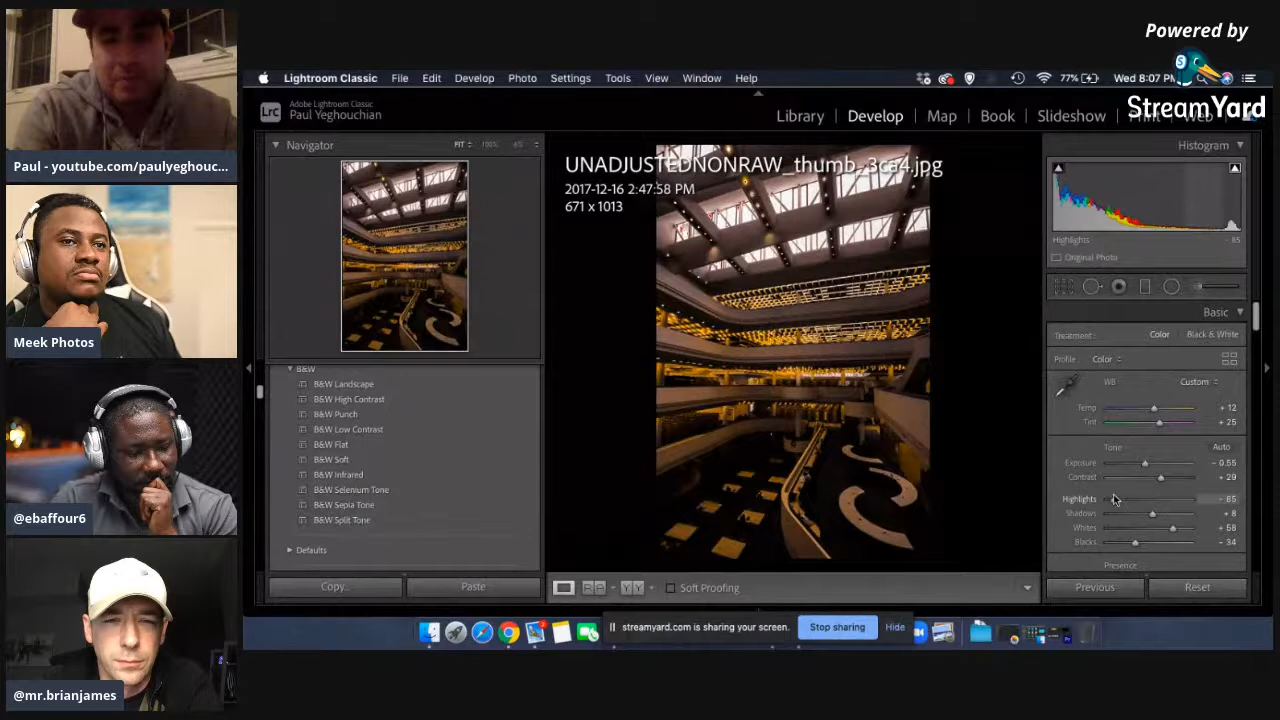 Powered by
StreamYard
Paul - youtube.com/paulyeghouc...
Meek Photos
@ebaffour6
@mr.brianjames
Lightroom Classic File Edit Develop Photo Settings Tools View Window Help
77% Wed 8:07 PM
LrC
Adobe Lightroom Classic
Paul Yeghouchian
Library | Develop | Map | Book | Slideshow |
Navigator FIT 100%
UNADJUSTEDNONRAW_thumb_3ca4.jpg
2017-12-16 2:47:58 PM
671 x 1013
B&W
B&W Landscape
B&W High Contrast
B&W Punch
B&W Low Contrast
B&W Flat
B&W Soft
B&W Infrared
B&W Selenium Tone
B&W Sepia Tone
B&W Split Tone
Defaults
Copy... Paste
Soft Proofing
Histogram
Highlights - 85
Original Photo
Basic
Treatment: Color Black & White
Profile: Color
WB Custom
Temp + 12
Tint + 25
Tone Auto
Exposure - 0.55
Contrast + 29
Highlights - 85
Shadows + 8
Whites + 58
Blacks - 34
Presence
Previous Reset
streamyard.com is sharing your screen. Stop sharing Hide